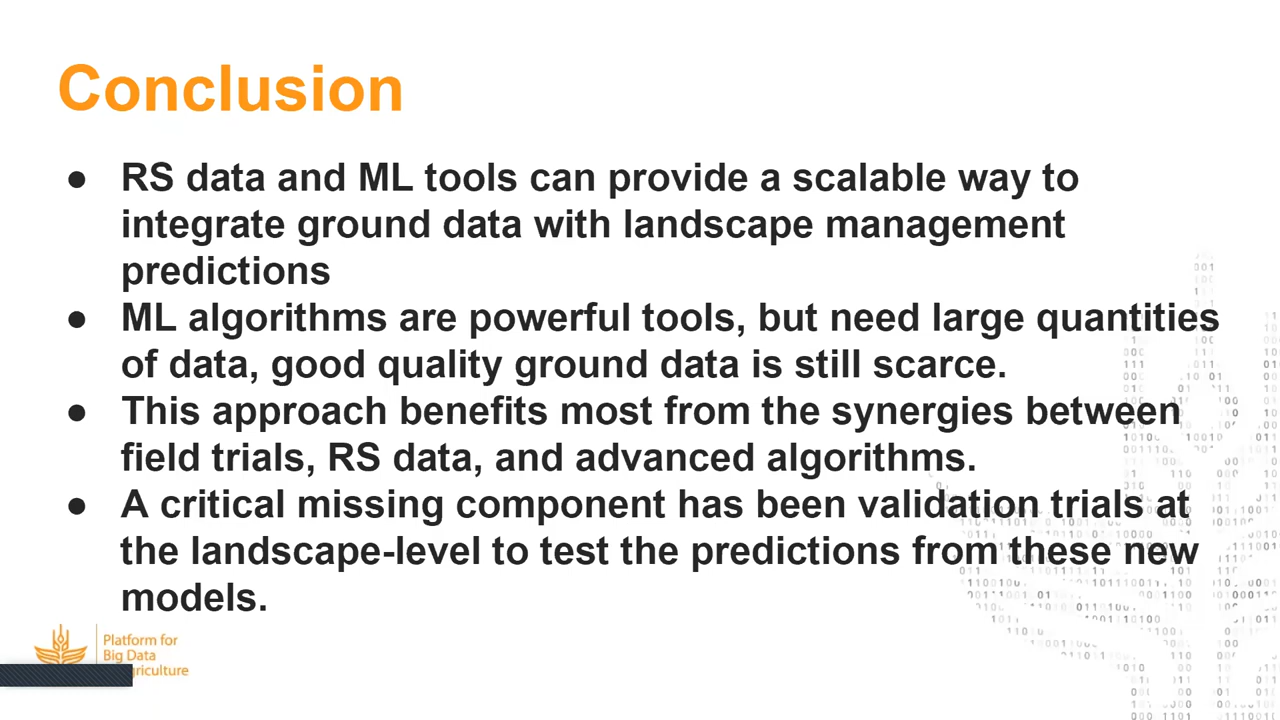 Conclusion
● RS data and ML tools can provide a scalable way to
integrate ground data with landscape management
predictions
● ML algorithms are powerful tools, but need large quantities
of data, good quality ground data is still scarce.
● This approach benefits most from the synergies between
field trials, RS data, and advanced algorithms.
● A critical missing component has been validation trials at
the landscape-level to test the predictions from these new
models.
Platform for
Big Data
griculture